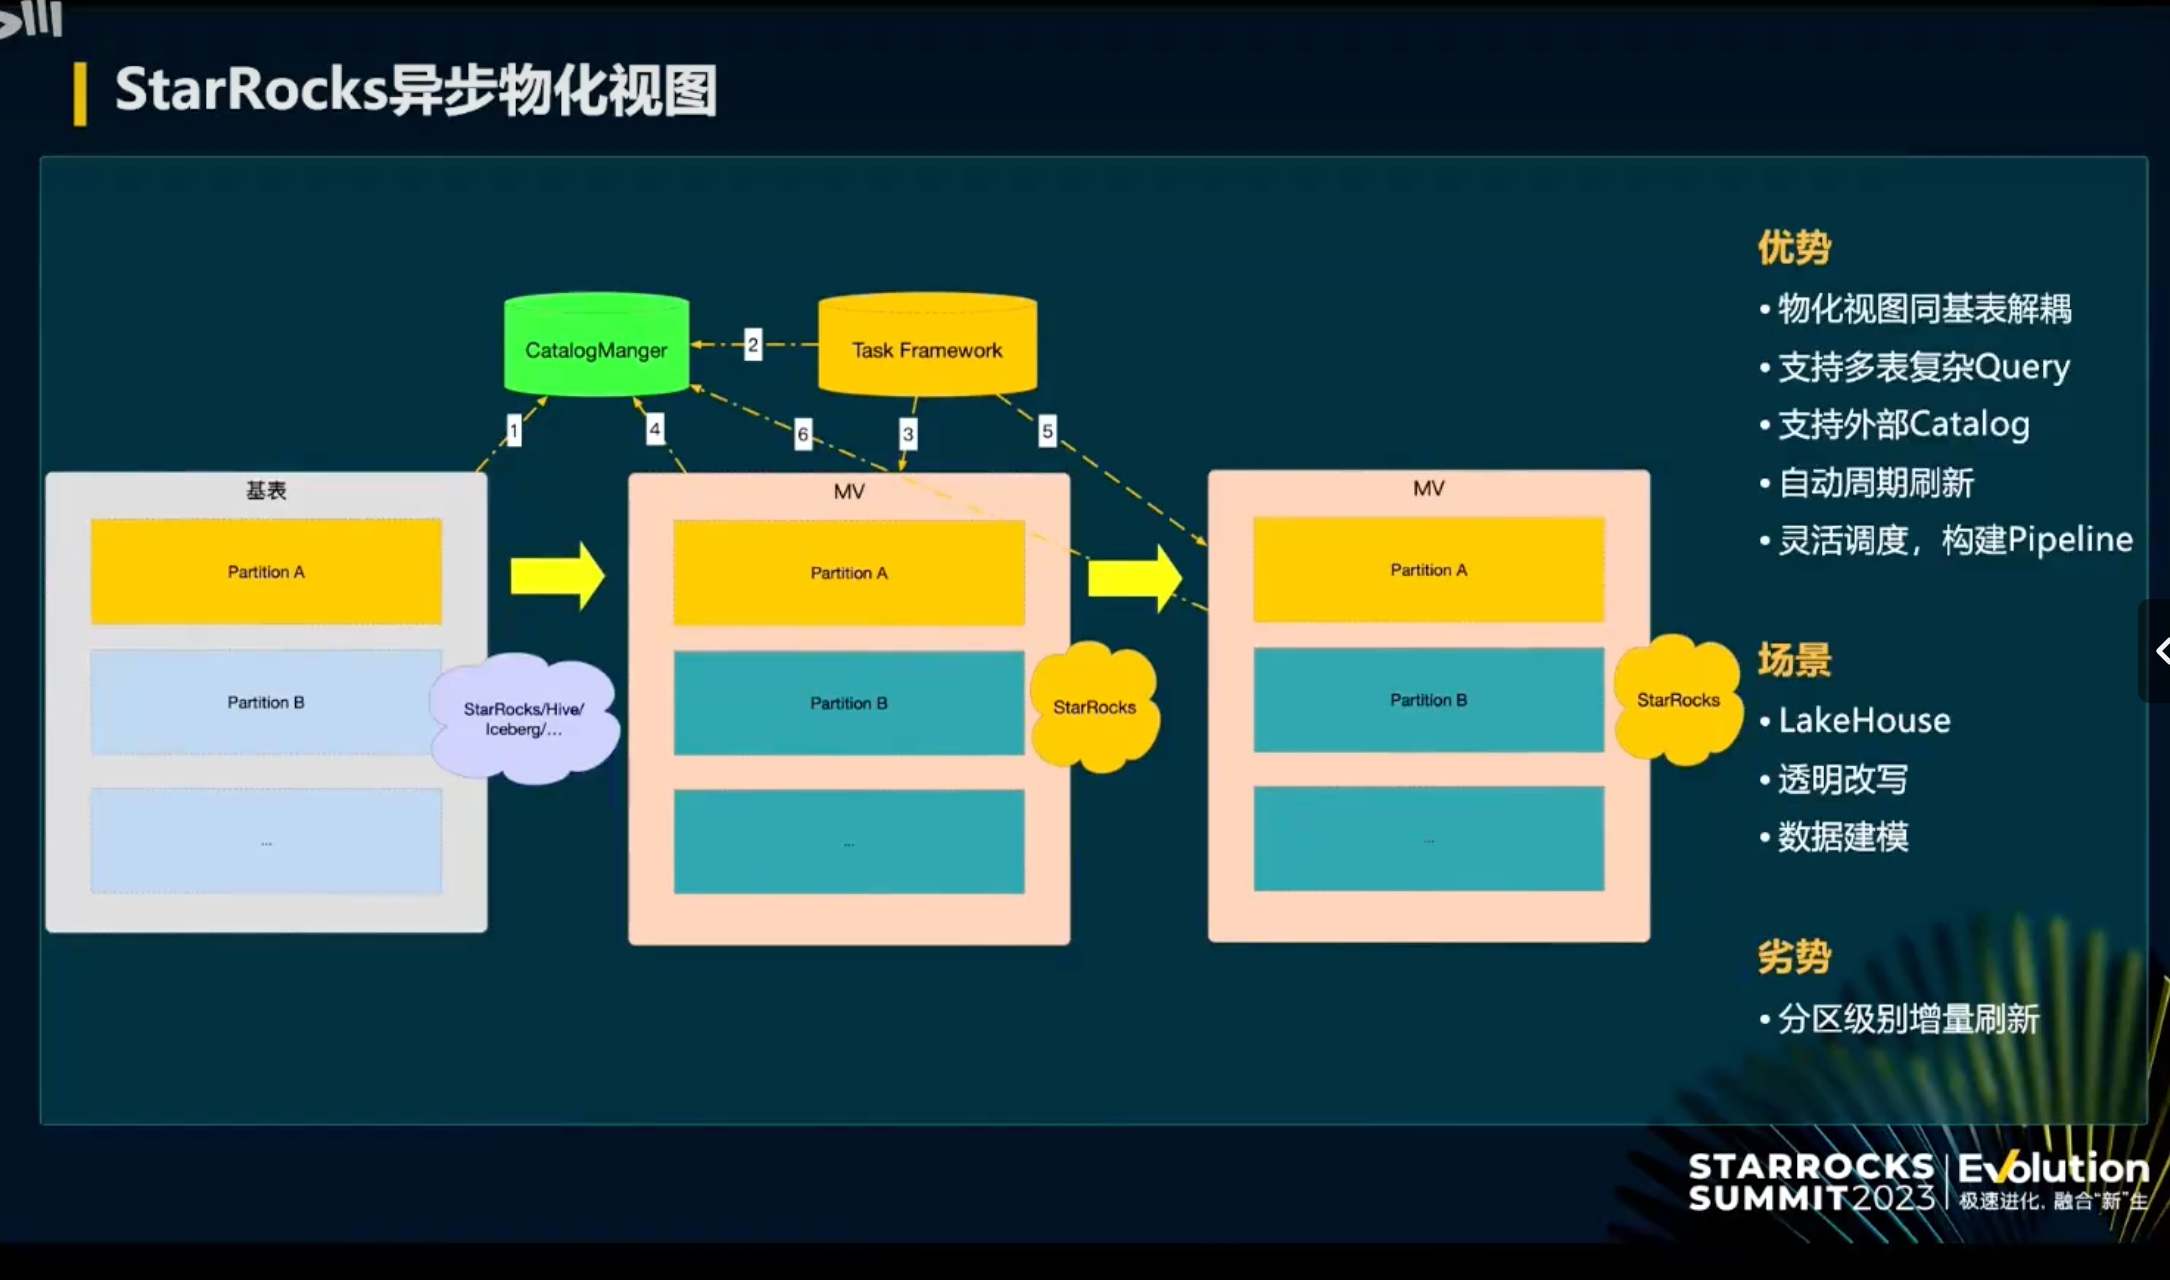 StarRocks异步物化视图
CatalogManger
2
Task Framework
1
4
6
3
5
基表
Partition A
Partition B
...
StarRocks/Hive/
Iceberg/...
MV
Partition A
Partition B
...
StarRocks
MV
Partition A
Partition B
...
StarRocks
优势
• 物化视图同基表解耦
• 支持多表复杂Query
• 支持外部Catalog
• 自动周期刷新
• 灵活调度，构建Pipeline
场景
• LakeHouse
• 透明改写
• 数据建模
劣势
• 分区级别增量刷新
STARROCKS
SUMMIT2023
Evolution
极速进化, 融合“新”生